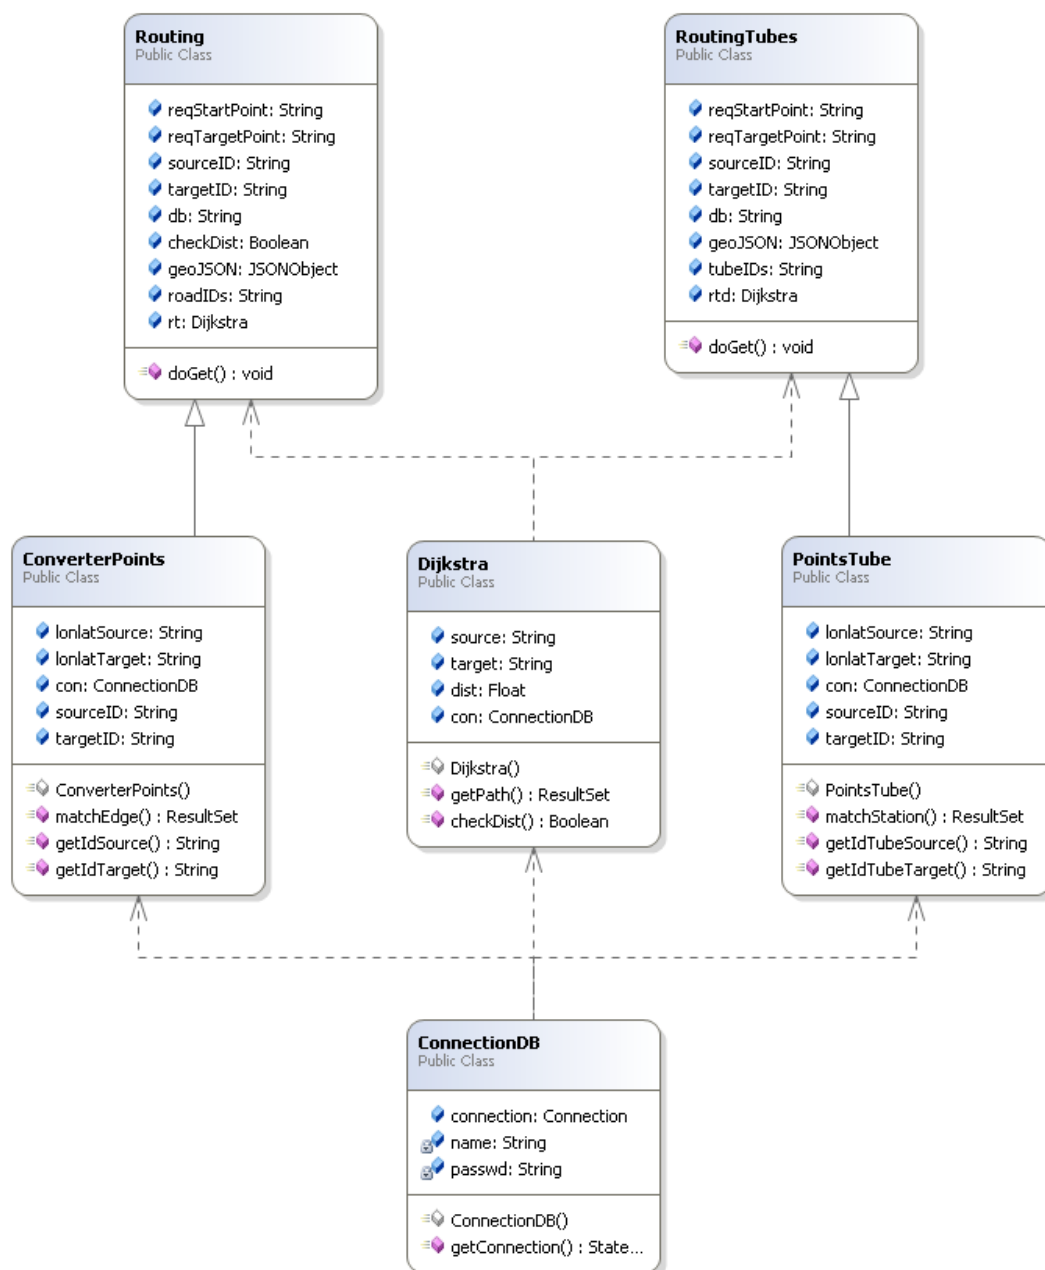 Routing
Public Class
reqStartPoint: String
reqTargetPoint: String
sourceID: String
targetID: String
db: String
checkDist: Boolean
geoJSON: JSONObject
roadIDs: String
rt: Dijkstra
doGet() : void
RoutingTubes
Public Class
reqStartPoint: String
reqTargetPoint: String
sourceID: String
targetID: String
db: String
geoJSON: JSONObject
tubeIDs: String
rtd: Dijkstra
doGet() : void
ConverterPoints
Public Class
lonlatSource: String
lonlatTarget: String
con: ConnectionDB
sourceID: String
targetID: String
ConverterPoints()
matchEdge() : ResultSet
getIdSource() : String
getIdTarget() : String
Dijkstra
Public Class
source: String
target: String
dist: Float
con: ConnectionDB
Dijkstra()
getPath() : ResultSet
checkDist() : Boolean
PointsTube
Public Class
lonlatSource: String
lonlatTarget: String
con: ConnectionDB
sourceID: String
targetID: String
PointsTube()
matchStation() : ResultSet
getIdTubeSource() : String
getIdTubeTarget() : String
ConnectionDB
Public Class
connection: Connection
name: String
passwd: String
ConnectionDB()
getConnection() : State...